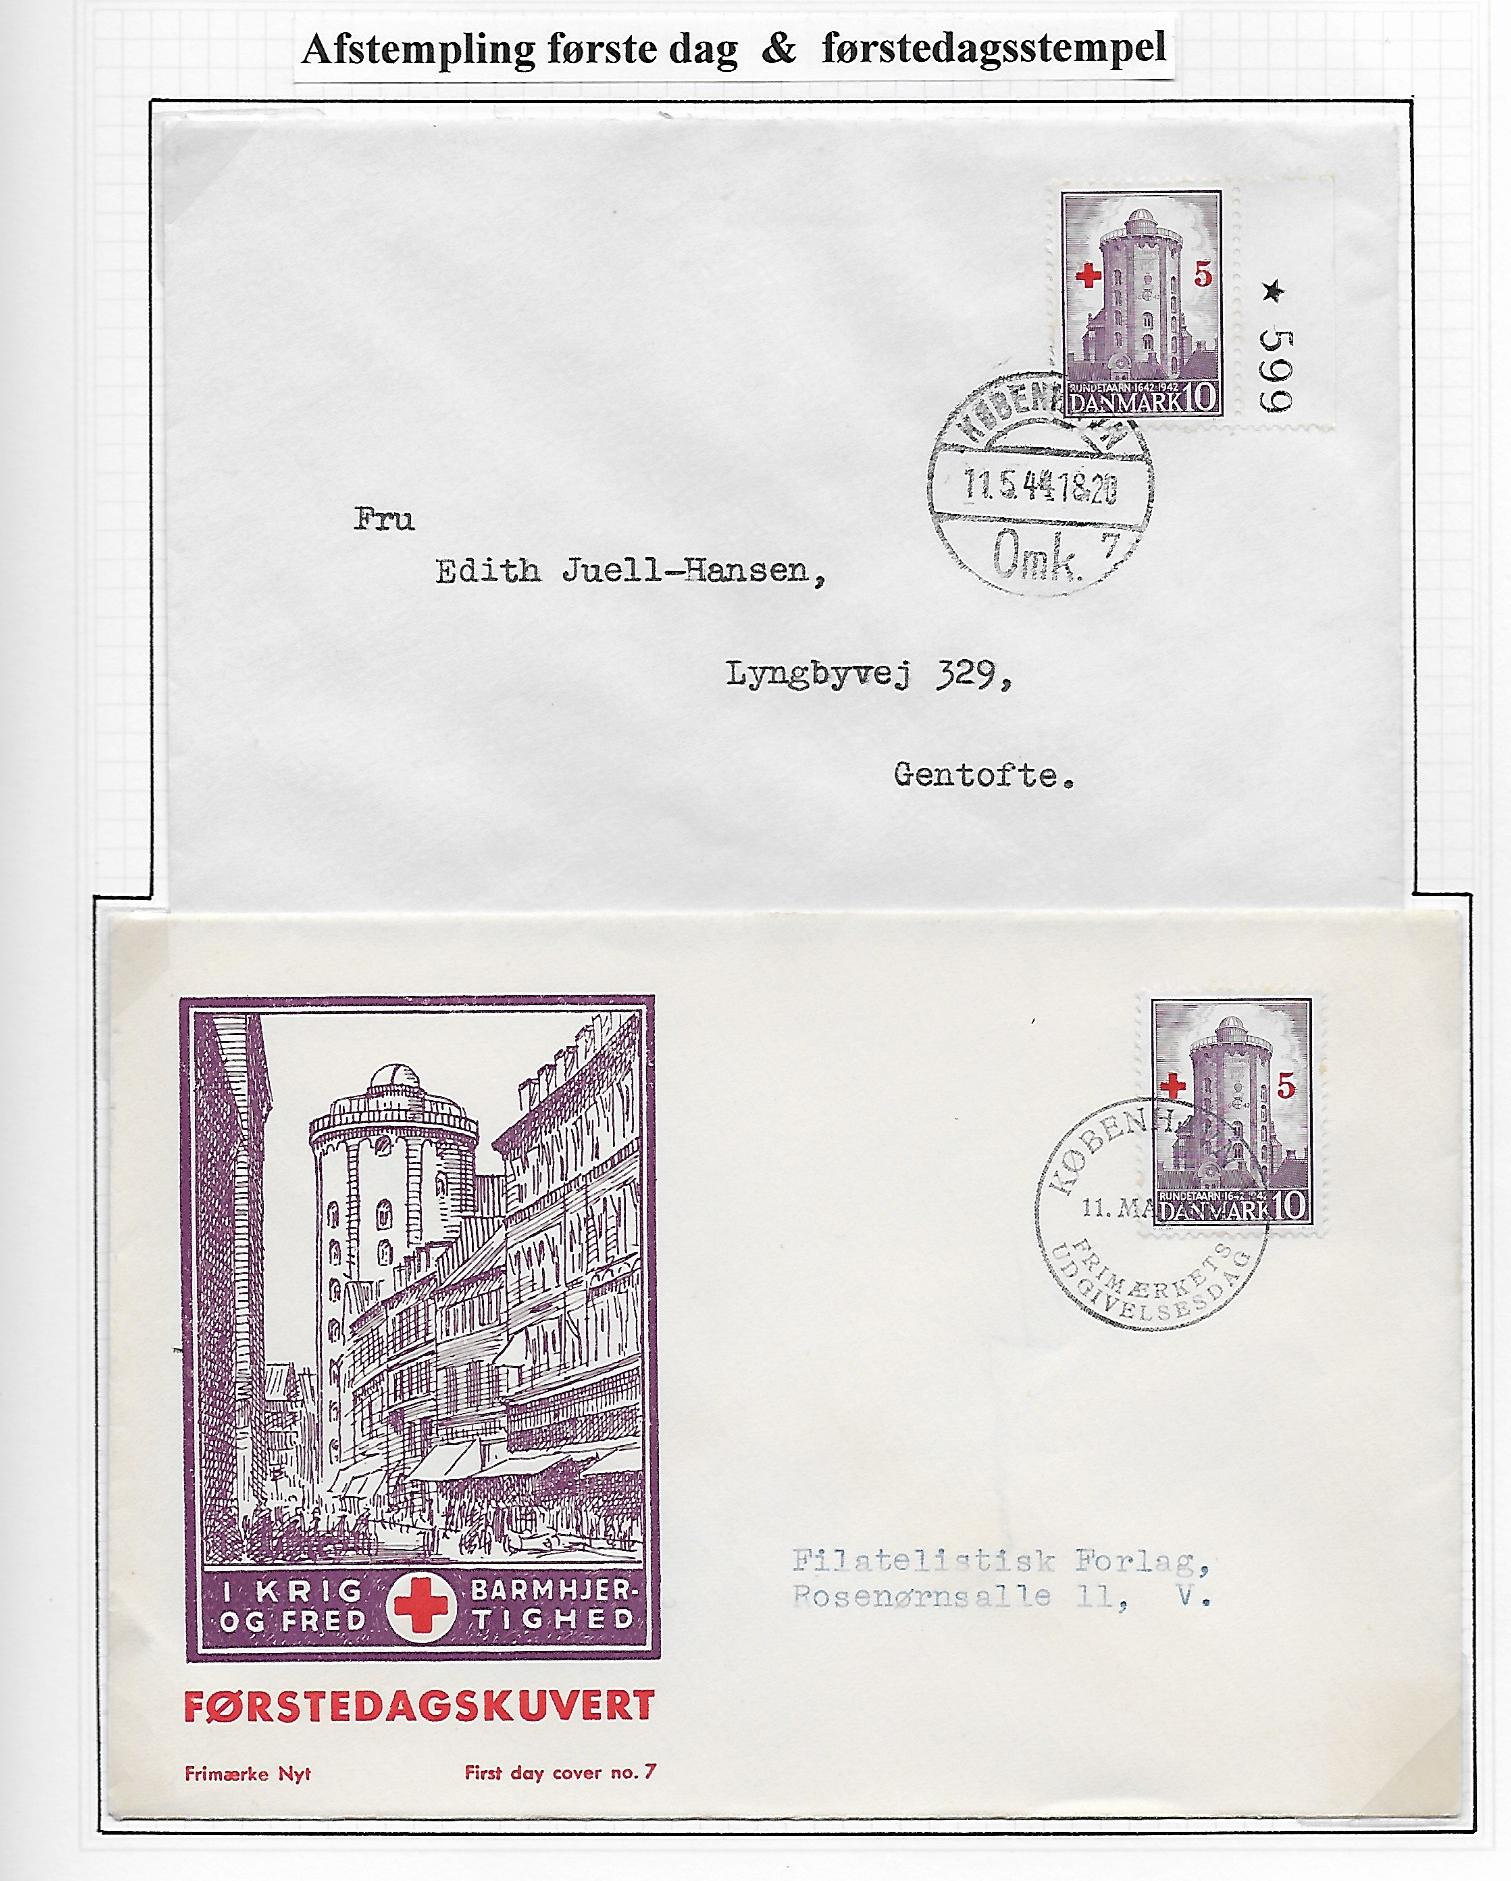 Afstempling første dag & førstedagsstempel
5
★ 599
RUNDETAARN 1642-1942
DANMARK 10
KØBENHAVN
11.5.44 18.20
Omk. 7
Fru
Edith Juell-Hansen,
Lyngbyvej 329,
Gentofte.
5
RUNDETAARN 1642-1942
DANMARK 10
KØBENH
11. MA
FRIMÆRKETS
UDGIVELSESDAG
I KRIG BARMHJER-
OG FRED TIGHED
FØRSTEDAGSKUVERT
Frimærke Nyt First day cover no. 7
Filatelistisk Forlag,
Rosenørnsalle 11, V.